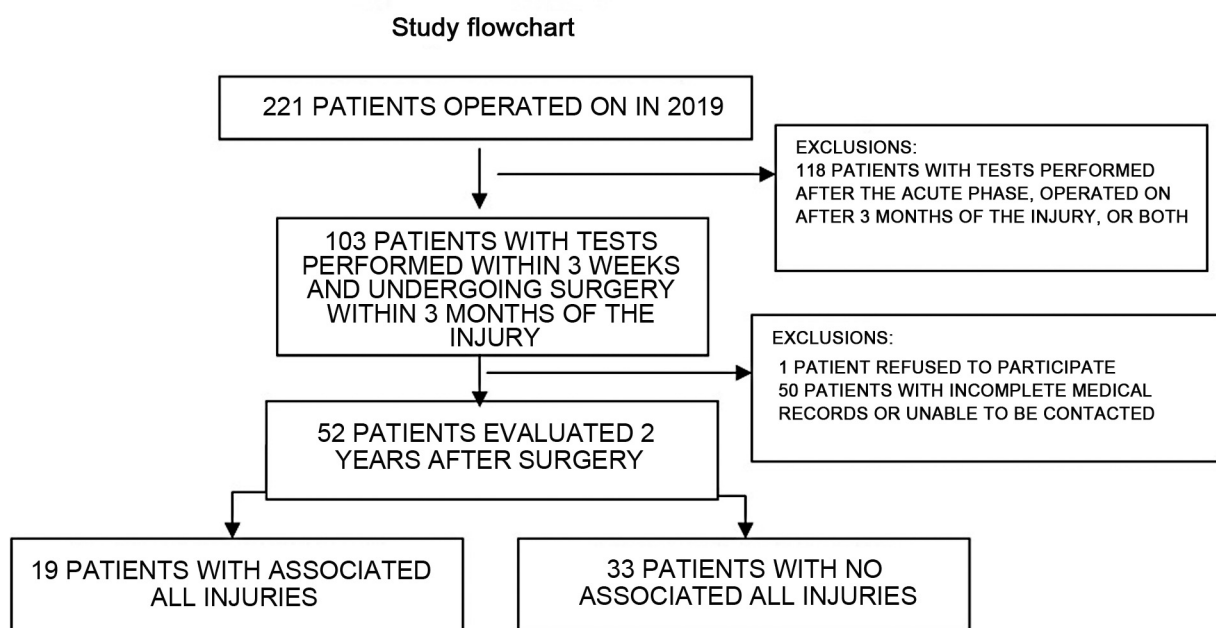 Study flowchart
221 PATIENTS OPERATED ON IN 2019
EXCLUSIONS:
118 PATIENTS WITH TESTS PERFORMED
AFTER THE ACUTE PHASE, OPERATED ON
AFTER 3 MONTHS OF THE INJURY, OR BOTH
103 PATIENTS WITH TESTS
PERFORMED WITHIN 3 WEEKS
AND UNDERGOING SURGERY
WITHIN 3 MONTHS OF THE
INJURY
EXCLUSIONS:
1 PATIENT REFUSED TO PARTICIPATE
50 PATIENTS WITH INCOMPLETE MEDICAL
RECORDS OR UNABLE TO BE CONTACTED
52 PATIENTS EVALUATED 2
YEARS AFTER SURGERY
19 PATIENTS WITH ASSOCIATED
ALL INJURIES
33 PATIENTS WITH NO
ASSOCIATED ALL INJURIES